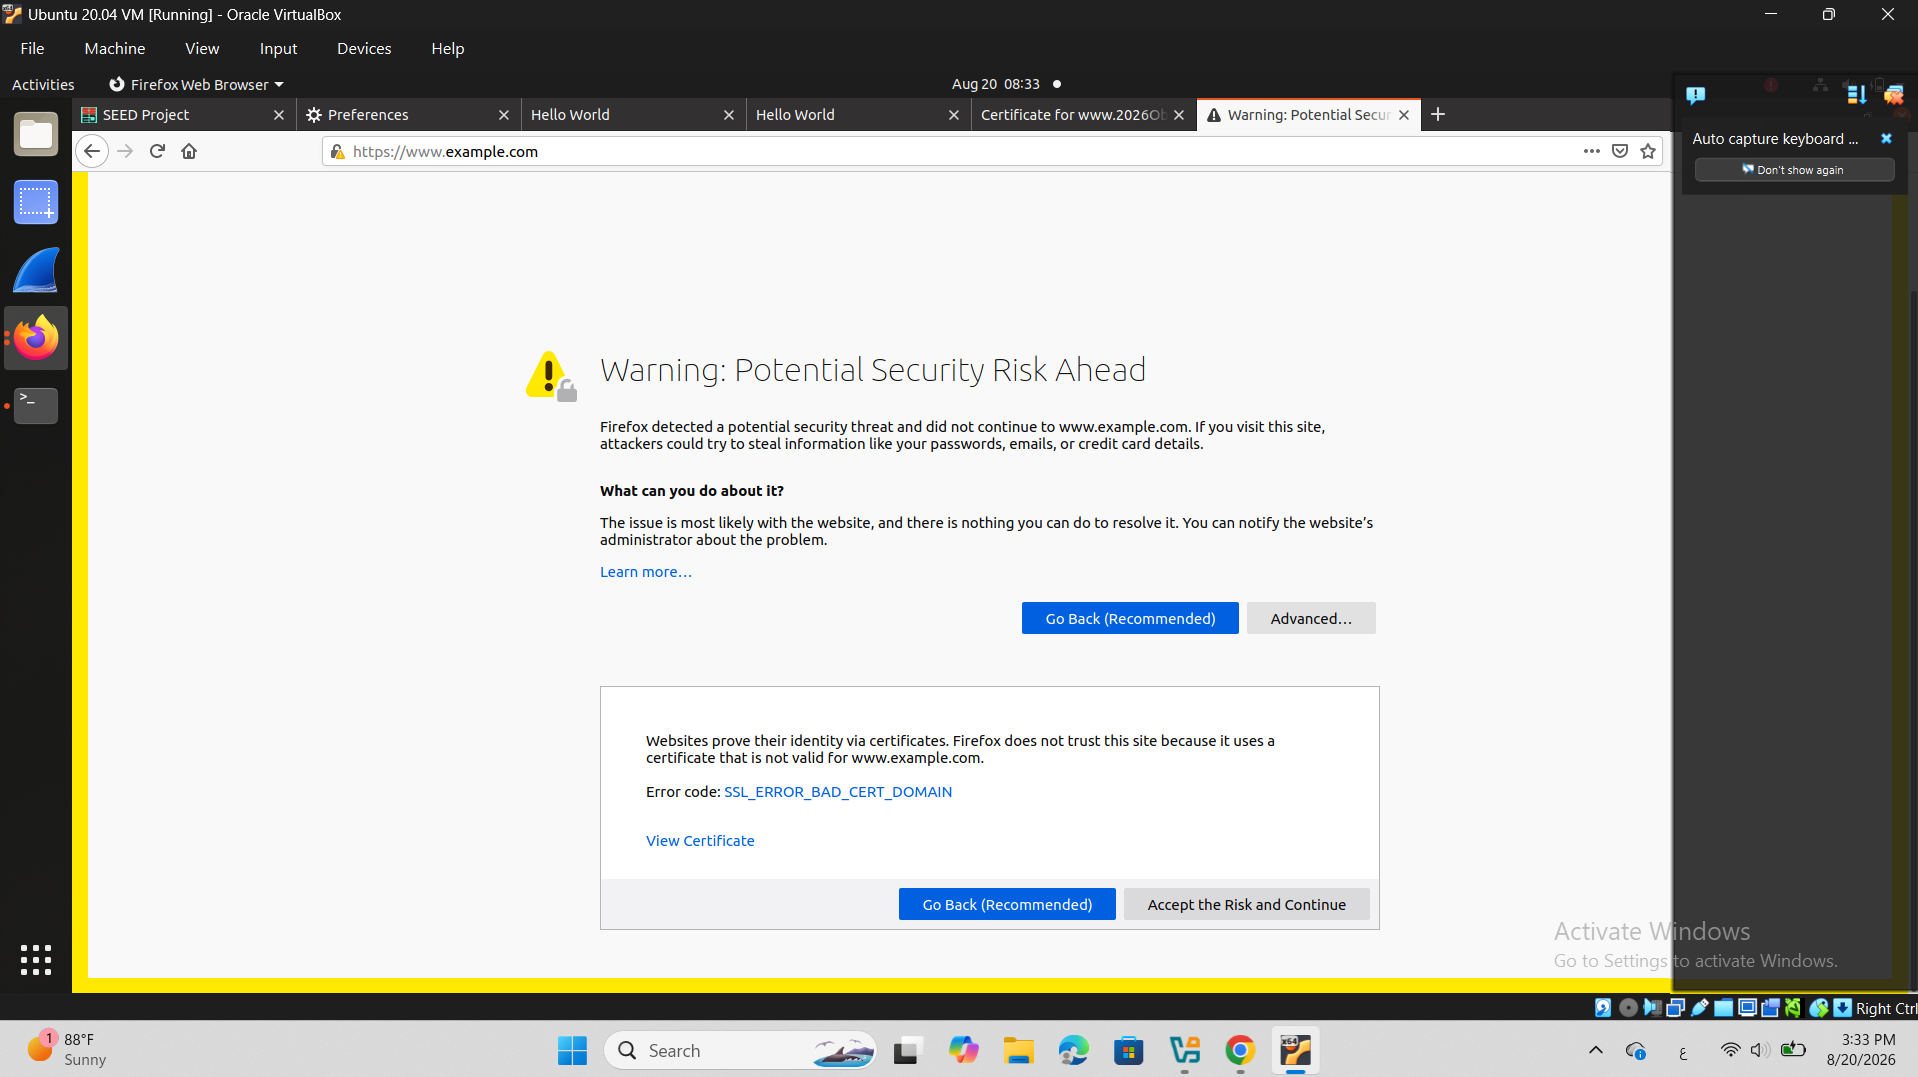 Ubuntu 20.04 VM [Running] - Oracle VirtualBox
File Machine View Input Devices Help
Activities Firefox Web Browser Aug 20 08:33
SEED Project Preferences Hello World Hello World Certificate for www.2026 Warning: Potential Secur
https://www.example.com
Auto capture keyboard ...
Don't show again
Warning: Potential Security Risk Ahead
Firefox detected a potential security threat and did not continue to www.example.com. If you visit this site,
attackers could try to steal information like your passwords, emails, or credit card details.
What can you do about it?
The issue is most likely with the website, and there is nothing you can do to resolve it. You can notify the website's
administrator about the problem.
Learn more…
Go Back (Recommended) Advanced…
Websites prove their identity via certificates. Firefox does not trust this site because it uses a
certificate that is not valid for www.example.com.
Error code: SSL_ERROR_BAD_CERT_DOMAIN
View Certificate
Go Back (Recommended) Accept the Risk and Continue
Activate Windows
Go to Settings to activate Windows.
Right Ctrl
1 88°F
Sunny
Search
x64
ع
3:33 PM
8/20/2026